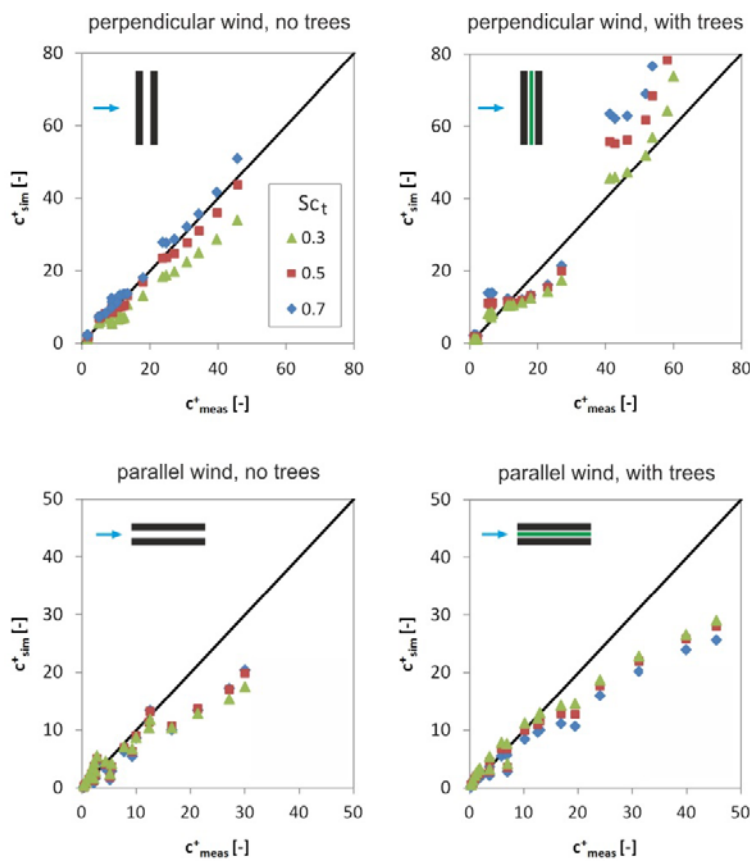 perpendicular wind, no trees
80
60
40
20
0
c⁺sim [-]
Sct
0.3
0.5
0.7
0 20 40 60 80
c⁺meas [-]
perpendicular wind, with trees
80
60
40
20
0
c⁺sim [-]
0 20 40 60 80
c⁺meas [-]
parallel wind, no trees
50
40
30
20
10
0
c⁺sim [-]
0 10 20 30 40 50
c⁺meas [-]
parallel wind, with trees
50
40
30
20
10
0
c⁺sim [-]
0 10 20 30 40 50
c⁺meas [-]